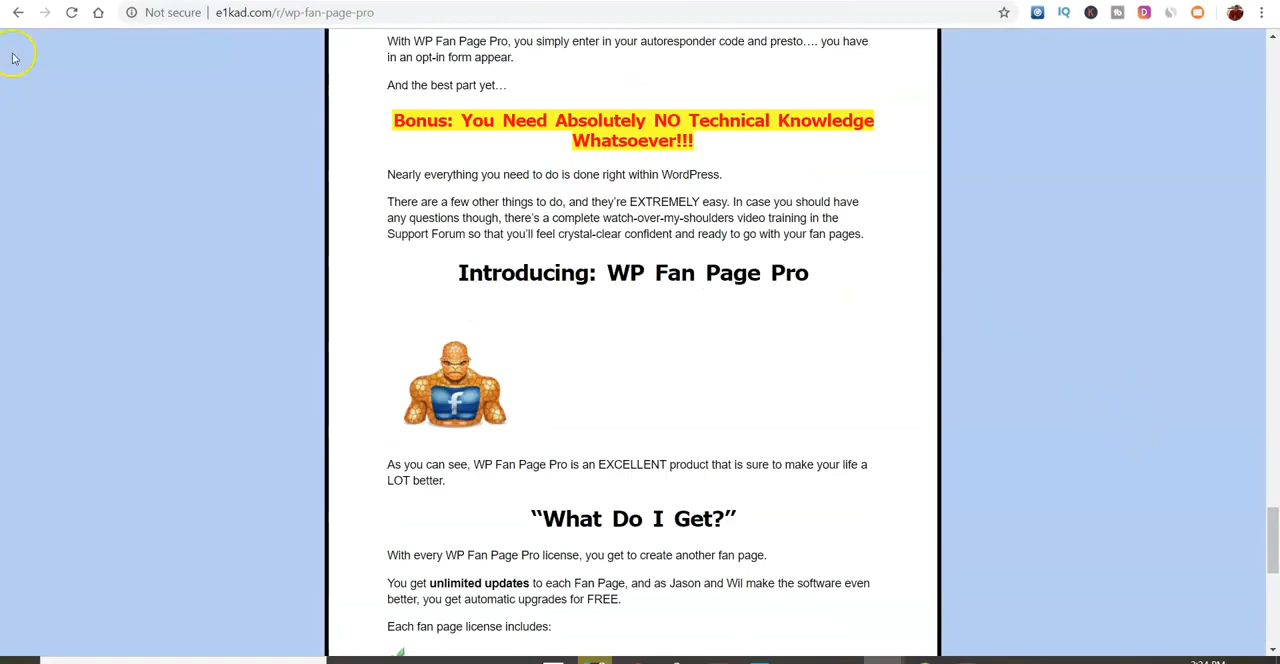 Not secure | e1kad.com/r/wp-fan-page-pro
With WP Fan Page Pro, you simply enter in your autoresponder code and presto…. you have
in an opt-in form appear.
And the best part yet…
Bonus: You Need Absolutely NO Technical Knowledge
Whatsoever!!!
Nearly everything you need to do is done right within WordPress.
There are a few other things to do, and they’re EXTREMELY easy. In case you should have
any questions though, there’s a complete watch-over-my-shoulders video training in the
Support Forum so that you’ll feel crystal-clear confident and ready to go with your fan pages.
Introducing: WP Fan Page Pro
f
As you can see, WP Fan Page Pro is an EXCELLENT product that is sure to make your life a
LOT better.
“What Do I Get?”
With every WP Fan Page Pro license, you get to create another fan page.
You get unlimited updates to each Fan Page, and as Jason and Wil make the software even
better, you get automatic upgrades for FREE.
Each fan page license includes: